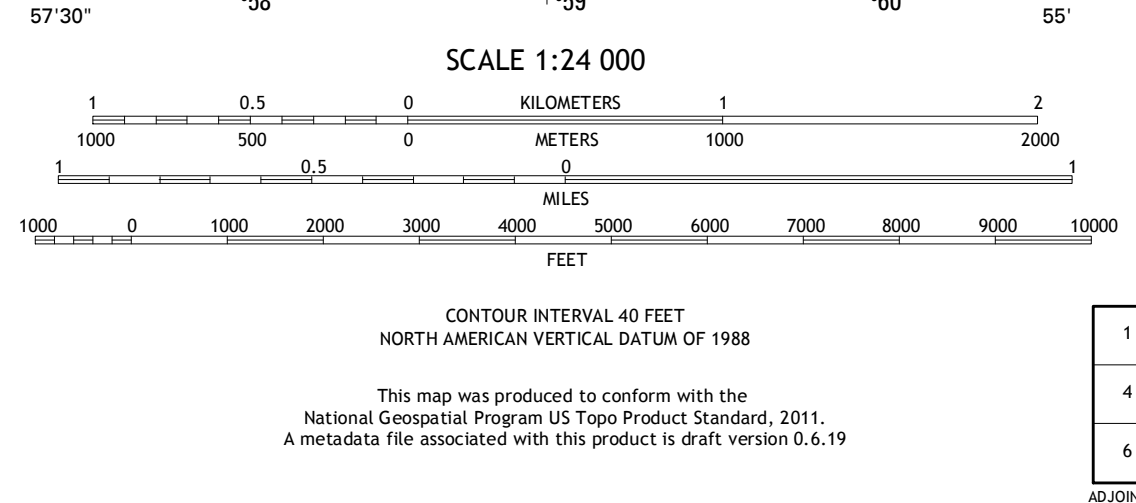 57'30" 58 59 60 55'
SCALE 1:24 000
1 0.5 0 KILOMETERS 1 2
1000 500 0 METERS 1000 2000
1 0.5 0 1
MILES
1000 0 1000 2000 3000 4000 5000 6000 7000 8000 9000 10000
FEET
CONTOUR INTERVAL 40 FEET
NORTH AMERICAN VERTICAL DATUM OF 1988
This map was produced to conform with the
National Geospatial Program US Topo Product Standard, 2011.
A metadata file associated with this product is draft version 0.6.19
1
4
6